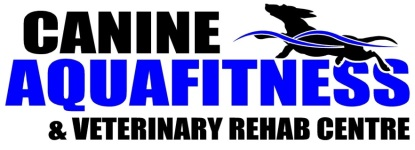 CANINE
AQUAFITNESS
& VETERINARY REHAB CENTRE